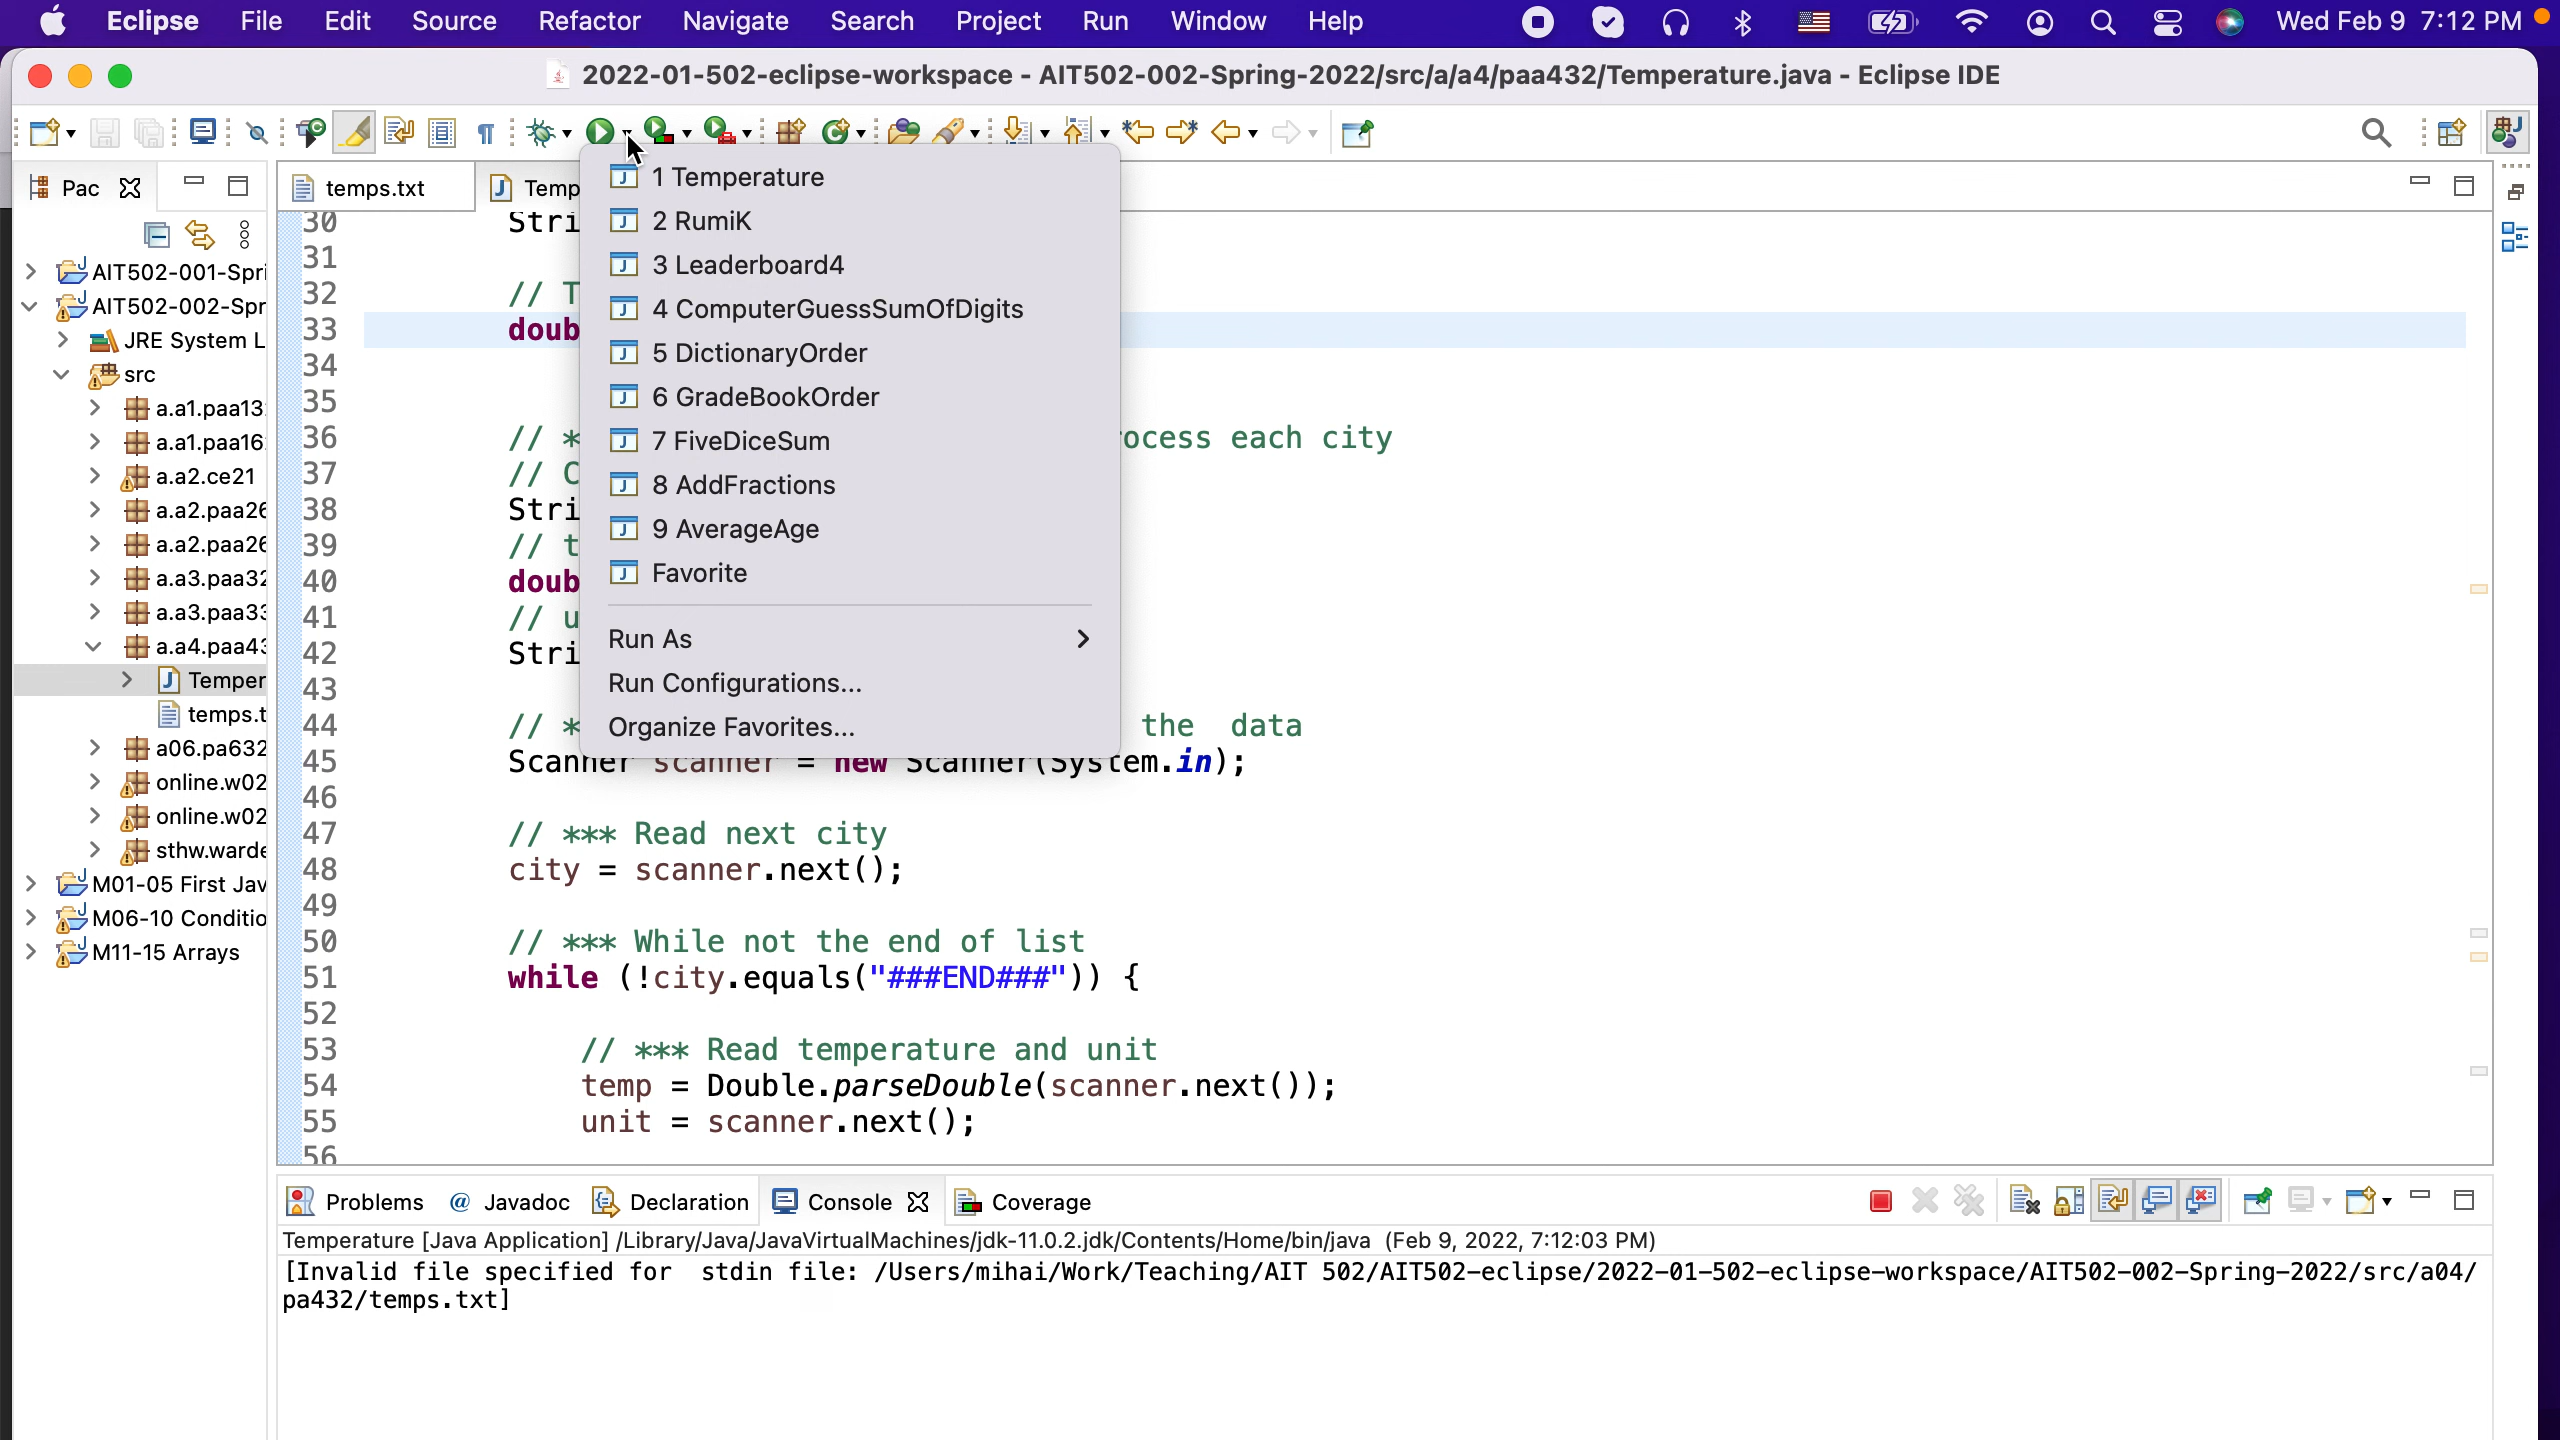 Eclipse File Edit Source Refactor Navigate Search Project Run Window Help Wed Feb 9 7:12 PM
2022-01-502-eclipse-workspace - AIT502-002-Spring-2022/src/a/a4/paa432/Temperature.java - Eclipse IDE
Pac
temps.txt
Temp
AIT502-001-Spri
AIT502-002-Spr
JRE System L
src
a.a1.paa13
a.a1.paa16
a.a2.ce21
a.a2.paa26
a.a2.paa26
a.a3.paa32
a.a3.paa33
a.a4.paa43
Temper
temps.t
a06.pa632
online.w02
online.w02
sthw.warde
M01-05 First Jav
M06-10 Conditio
M11-15 Arrays
1 Temperature
2 RumiK
3 Leaderboard4
4 ComputerGuessSumOfDigits
5 DictionaryOrder
6 GradeBookOrder
7 FiveDiceSum
8 AddFractions
9 AverageAge
Favorite
Run As
Run Configurations...
Organize Favorites...
30 Stri
31
32 // T
33 doub
34
35
36 // * ocess each city
37 // C
38 Stri
39 // t
40 doub
41 // u
42 Stri
43
44 // * the data
45 Scanner scanner = new Scanner(System.in);
46
47 // *** Read next city
48 city = scanner.next();
49
50 // *** While not the end of list
51 while (!city.equals("###END###")) {
52
53 // *** Read temperature and unit
54 temp = Double.parseDouble(scanner.next());
55 unit = scanner.next();
56
Problems @ Javadoc Declaration Console Coverage
Temperature [Java Application] /Library/Java/JavaVirtualMachines/jdk-11.0.2.jdk/Contents/Home/bin/java (Feb 9, 2022, 7:12:03 PM)
[Invalid file specified for stdin file: /Users/mihai/Work/Teaching/AIT 502/AIT502-eclipse/2022-01-502-eclipse-workspace/AIT502-002-Spring-2022/src/a04/
pa432/temps.txt]